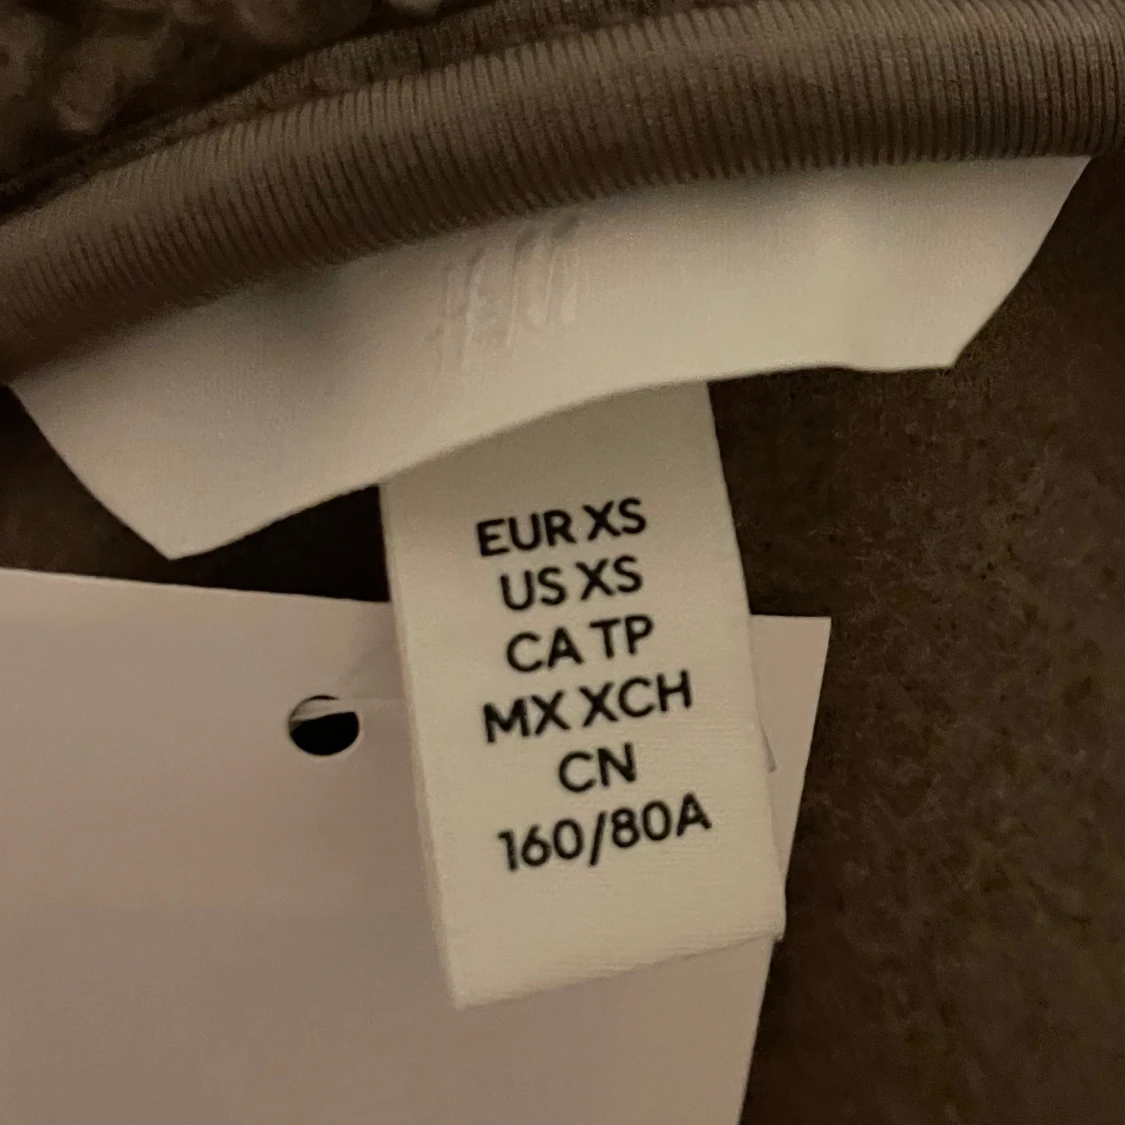 EUR XS
US XS
CA TP
MX XCH
CN
160/80A